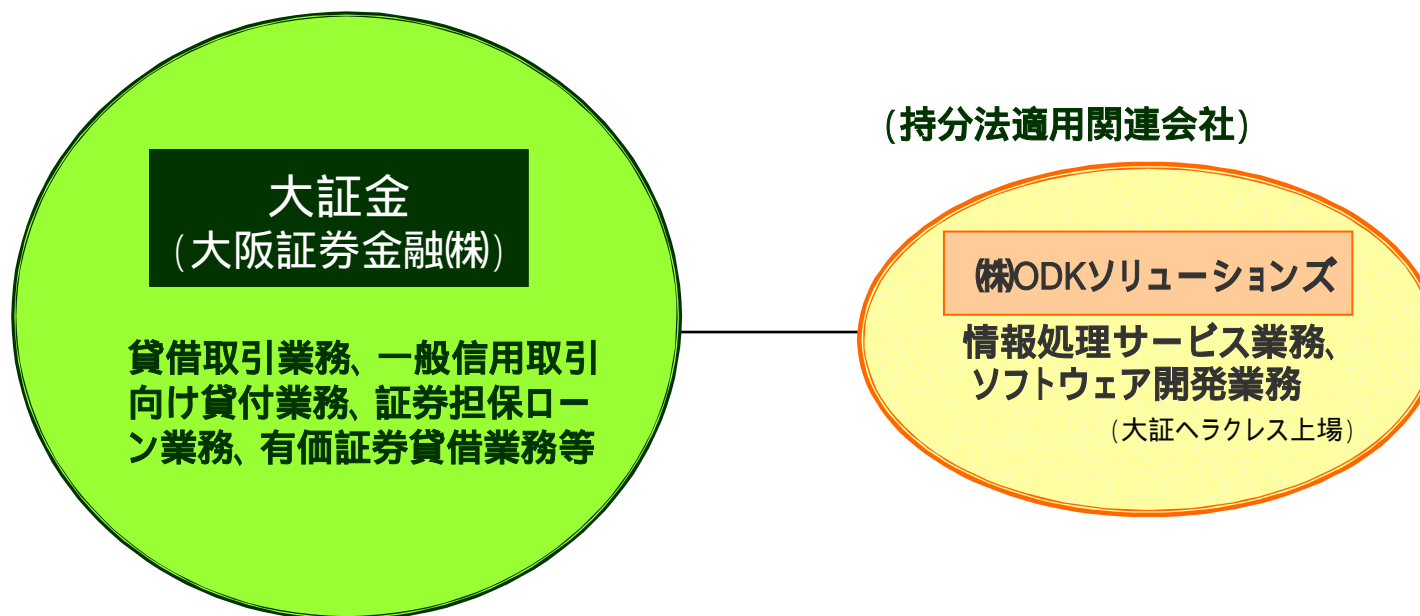 大証金
(大阪証券金融㈱)
貸借取引業務、一般信用取引
向け貸付業務、証券担保ロー
ン業務、有価証券貸借業務等
(持分法適用関連会社)
㈱ODKソリューションズ
情報処理サービス業務、
ソフトウェア開発業務
(大証ヘラクレス上場)